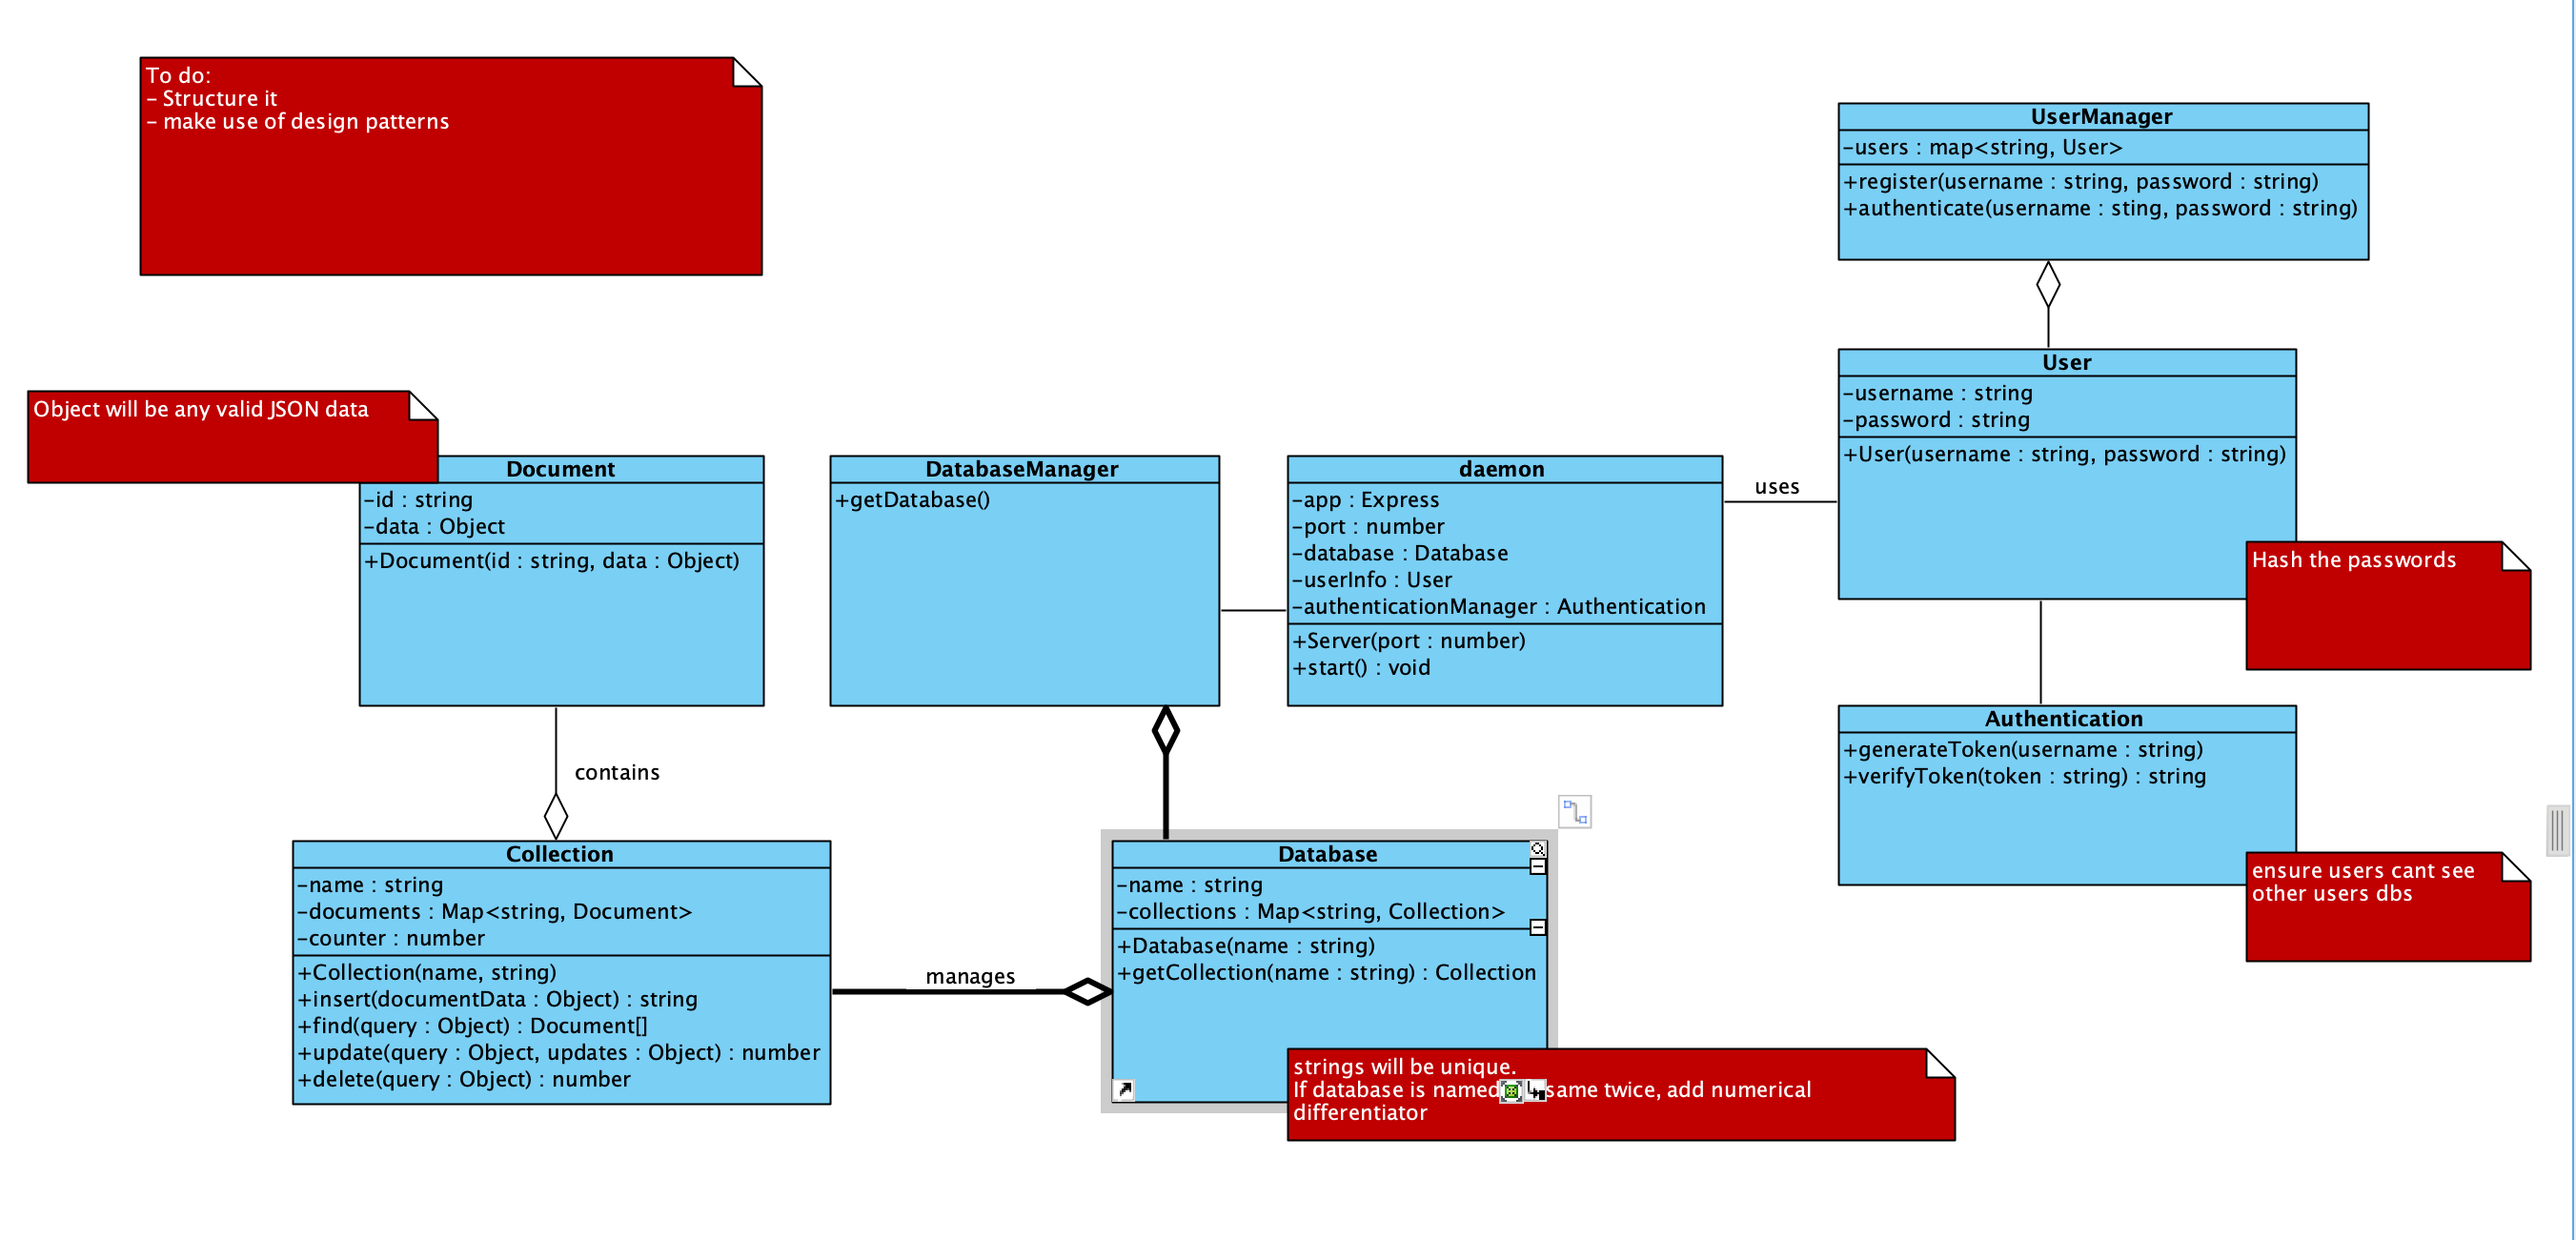 To do:
- Structure it
- make use of design patterns
UserManager
-users : map<string, User>
+register(username : string, password : string)
+authenticate(username : sting, password : string)
User
-username : string
-password : string
+User(username : string, password : string)
Hash the passwords
Object will be any valid JSON data
Document
-id : string
-data : Object
+Document(id : string, data : Object)
DatabaseManager
+getDatabase()
daemon
-app : Express
-port : number
-database : Database
-userInfo : User
-authenticationManager : Authentication
+Server(port : number)
+start() : void
uses
Authentication
+generateToken(username : string)
+verifyToken(token : string) : string
ensure users cant see
other users dbs
contains
Collection
-name : string
-documents : Map<string, Document>
-counter : number
+Collection(name, string)
+insert(documentData : Object) : string
+find(query : Object) : Document[]
+update(query : Object, updates : Object) : number
+delete(query : Object) : number
manages
Database
-name : string
-collections : Map<string, Collection>
+Database(name : string)
+getCollection(name : string) : Collection
strings will be unique.
If database is named same twice, add numerical
differentiator